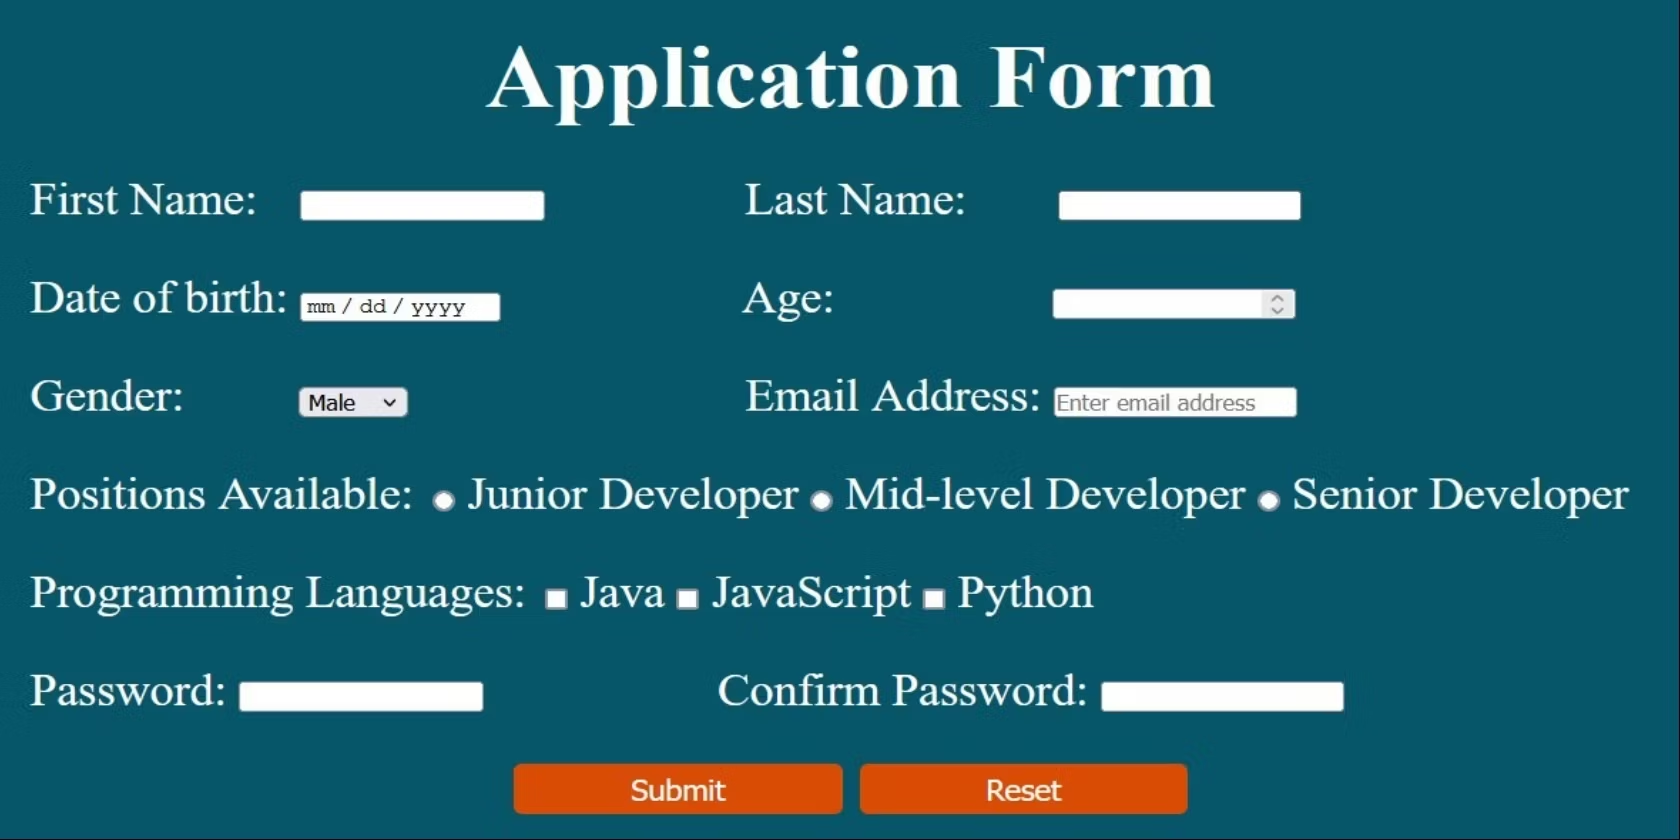 Application Form
First Name: Last Name:
Date of birth: mm / dd / yyyy Age:
Gender: Male Email Address: Enter email address
Positions Available: Junior Developer Mid-level Developer Senior Developer
Programming Languages: Java JavaScript Python
Password: Confirm Password:
Submit Reset